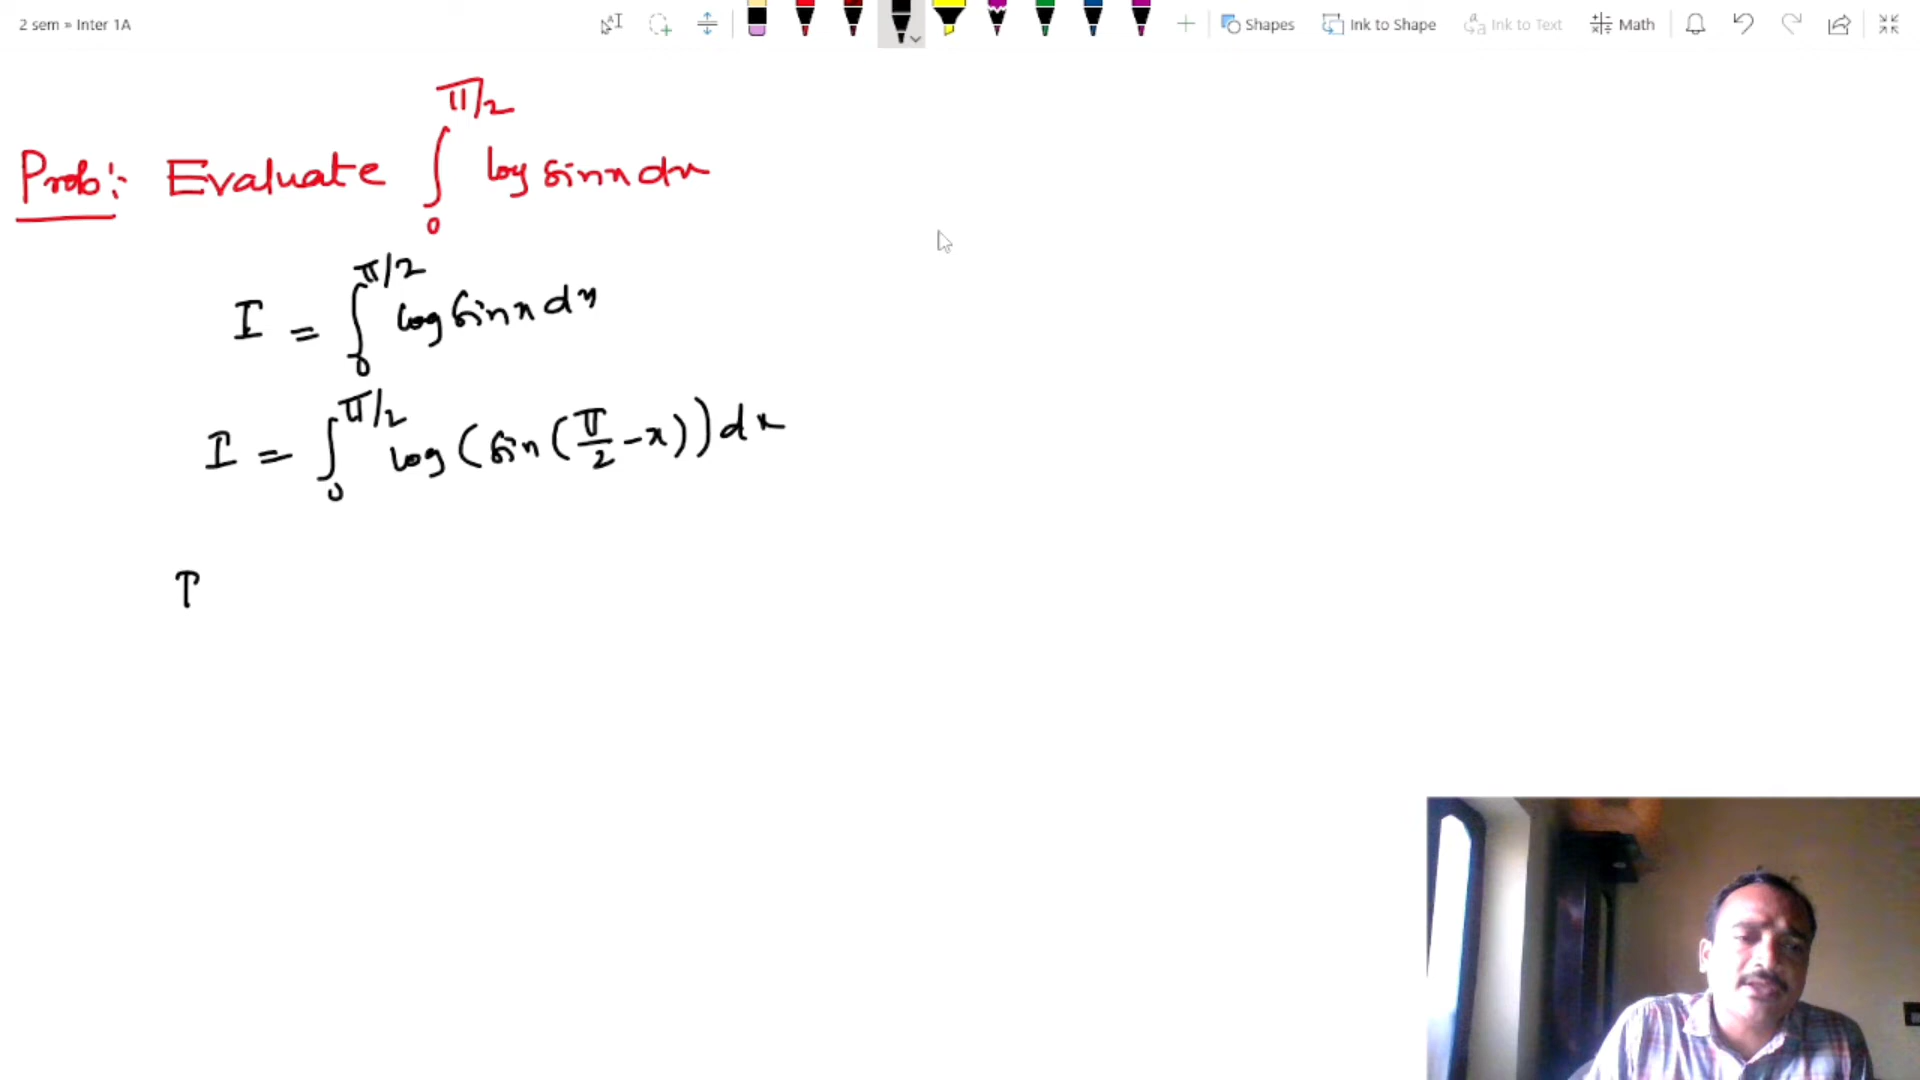 2 sem » Inter 1A
Shapes Ink to Shape Ink to Text Math
Prob: Evaluate ∫₀^{π/2} log sinx dx
I = ∫₀^{π/2} log sinx dx
I = ∫₀^{π/2} log (sin (π/2 - x)) dx
I